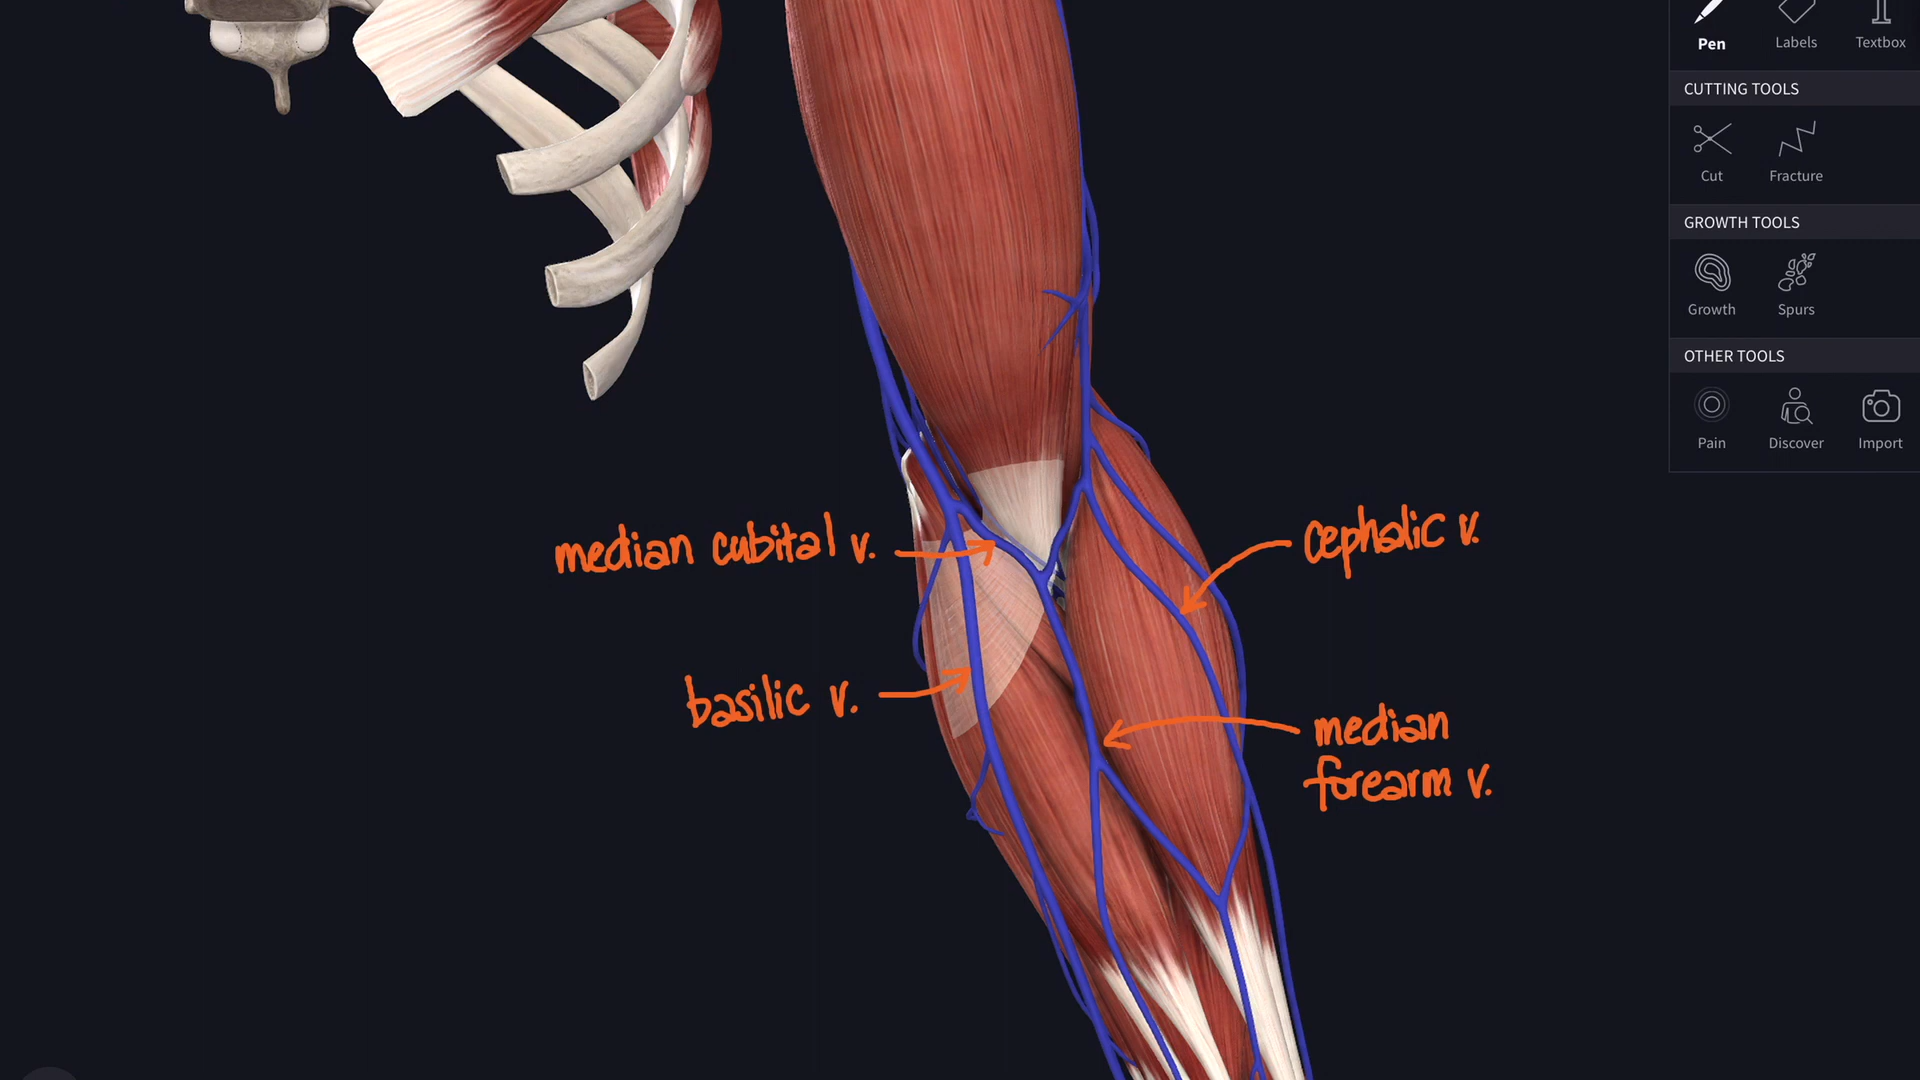 Pen
Labels
Textbox
CUTTING TOOLS
Cut
Fracture
GROWTH TOOLS
Growth
Spurs
OTHER TOOLS
Pain
Discover
Import
median cubital v.
cephalic v.
basilic v.
median
forearm v.